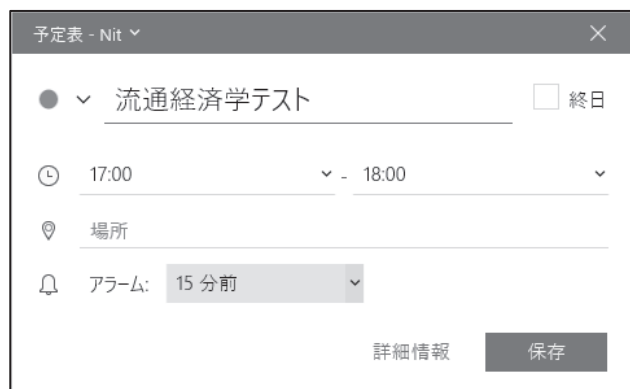 予定表 - Nit
流通経済学テスト
終日
17:00 - 18:00
場所
アラーム: 15 分前
詳細情報 保存